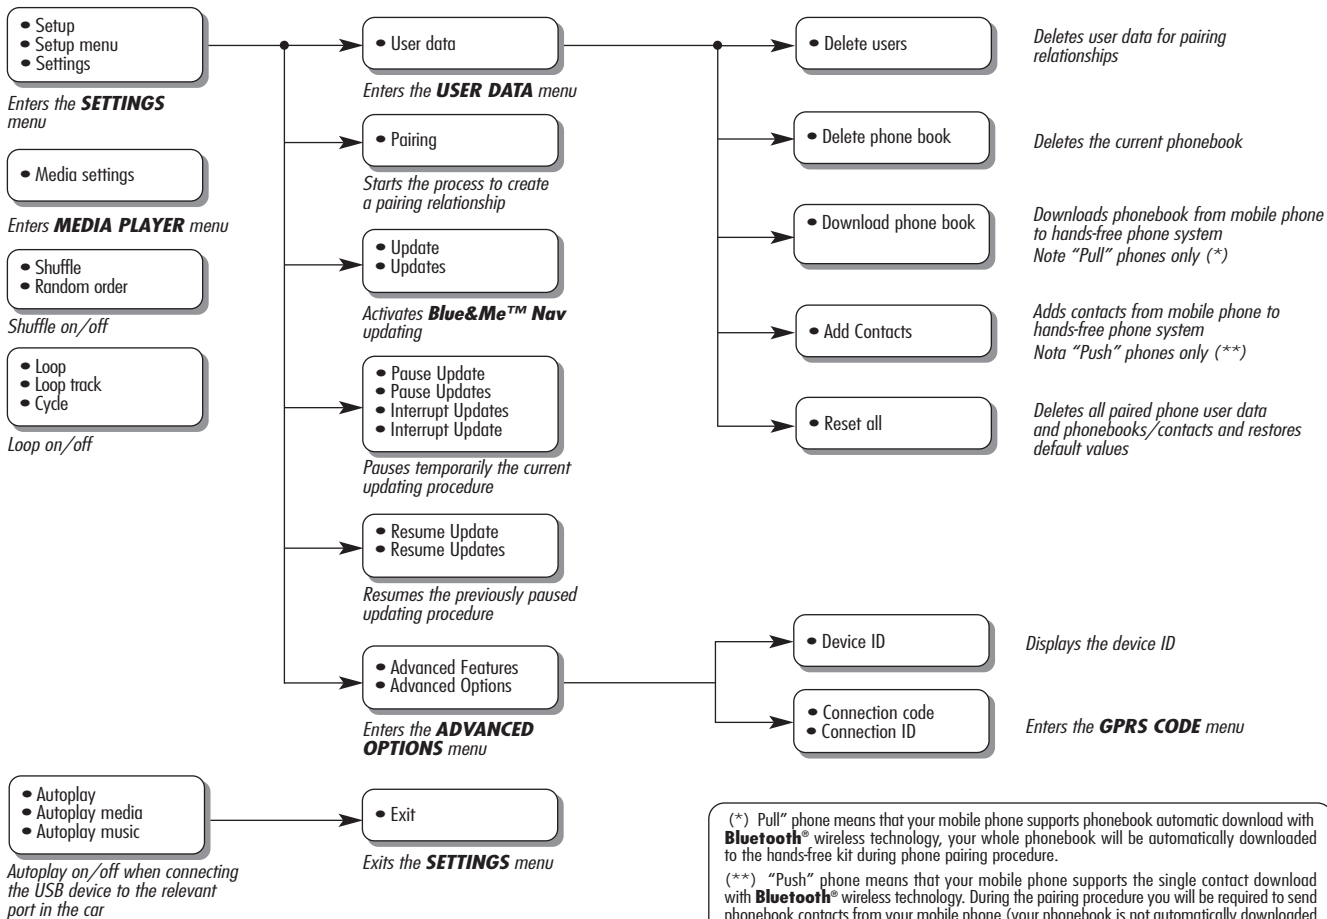 • Setup
• Setup menu
• Settings
Enters the SETTINGS
menu
• Media settings
Enters MEDIA PLAYER menu
• Shuffle
• Random order
Shuffle on/off
• Loop
• Loop track
• Cycle
Loop on/off
• Autoplay
• Autoplay media
• Autoplay music
Autoplay on/off when connecting
the USB device to the relevant
port in the car
• User data
Enters the USER DATA menu
• Pairing
Starts the process to create
a pairing relationship
• Update
• Updates
Activates Blue&Me™ Nav
updating
• Pause Update
• Pause Updates
• Interrupt Updates
• Interrupt Update
Pauses temporarily the current
updating procedure
• Resume Update
• Resume Updates
Resumes the previously paused
updating procedure
• Advanced Features
• Advanced Options
Enters the ADVANCED
OPTIONS menu
• Exit
Exits the SETTINGS menu
• Delete users
Deletes user data for pairing
relationships
• Delete phone book
Deletes the current phonebook
• Download phone book
Downloads phonebook from mobile phone
to hands-free phone system
Note “Pull” phones only (*)
• Add Contacts
Adds contacts from mobile phone to
hands-free phone system
Nota “Push” phones only (**)
• Reset all
Deletes all paired phone user data
and phonebooks/contacts and restores
default values
• Device ID
Displays the device ID
• Connection code
• Connection ID
Enters the GPRS CODE menu
(*) Pull” phone means that your mobile phone supports phonebook automatic download with
Bluetooth® wireless technology, your whole phonebook will be automatically downloaded
to the hands-free kit during phone pairing procedure.
(**) “Push” phone means that your mobile phone supports the single contact download
with Bluetooth® wireless technology. During the pairing procedure you will be required to send
phonebook contacts from your mobile phone (your phonebook is not automatically downloaded